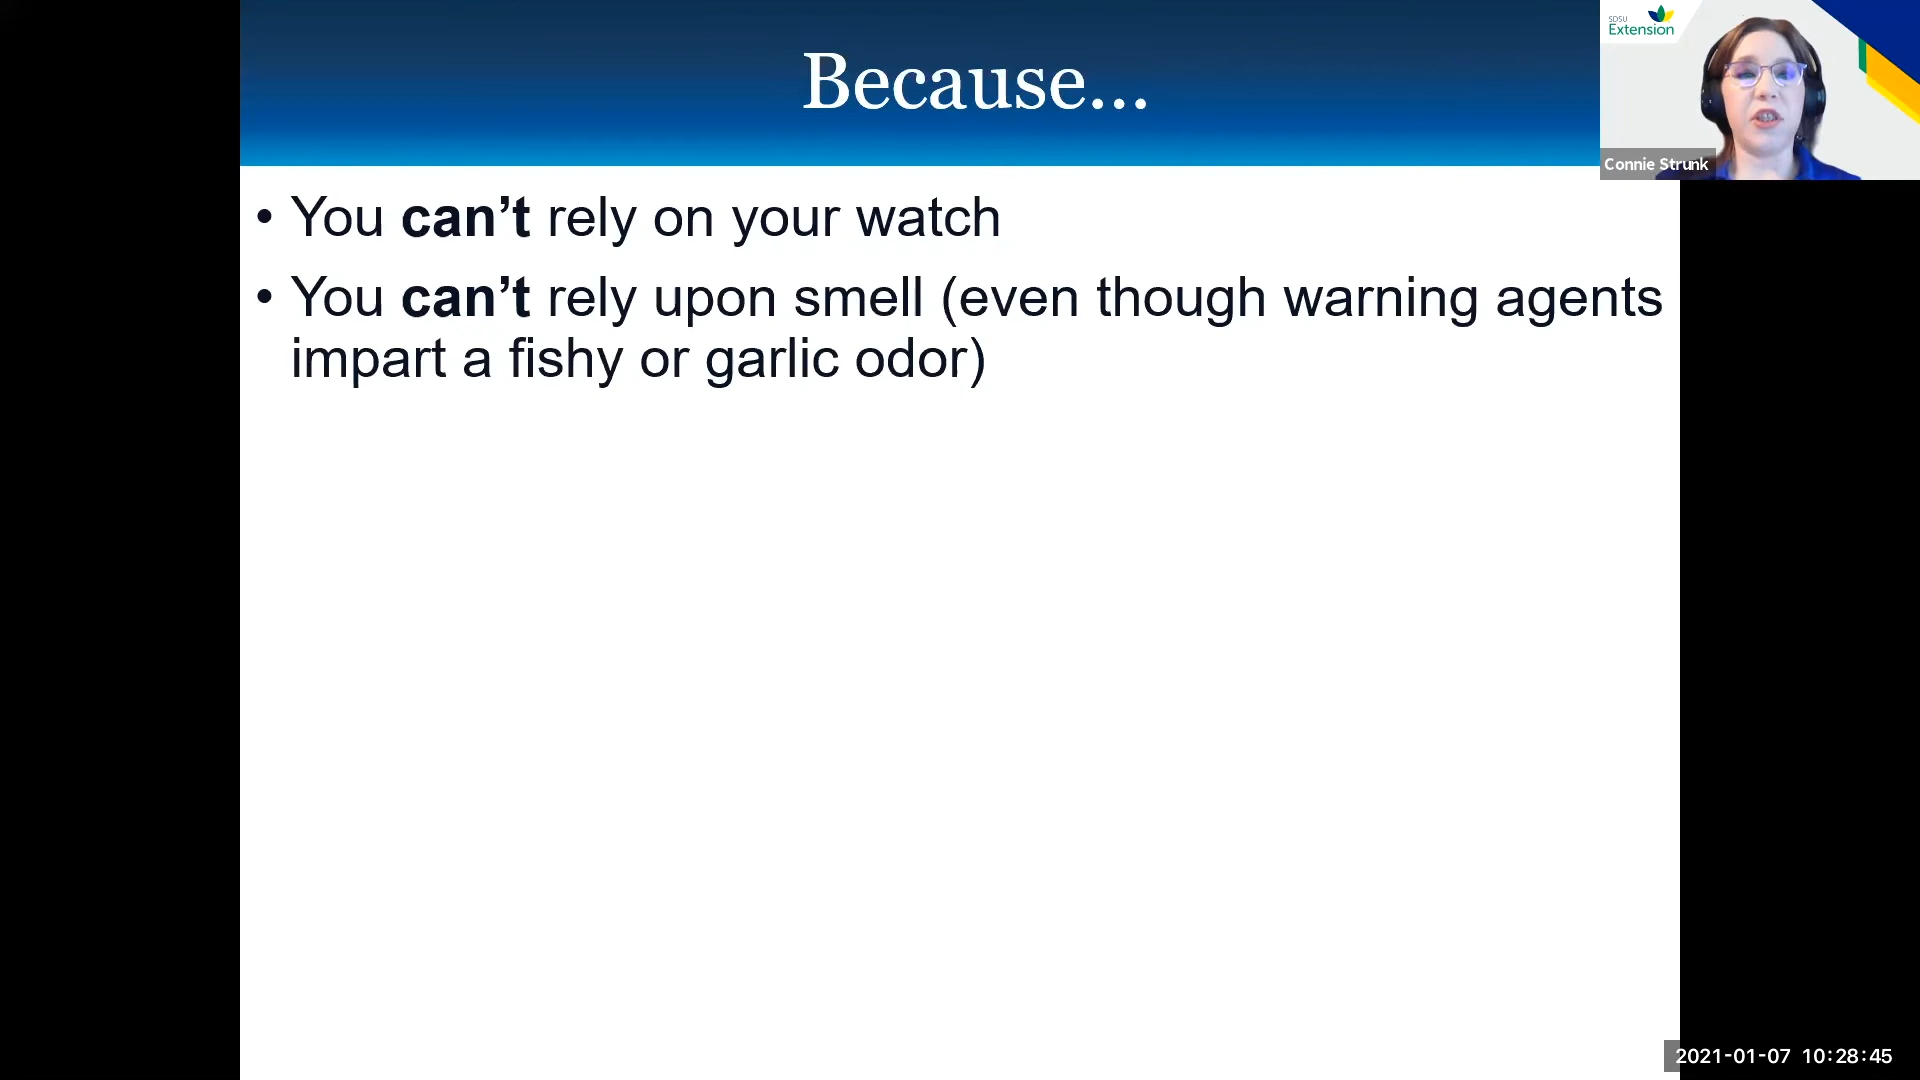 Because...
SDSU
Extension
Connie Strunk
• You can’t rely on your watch
• You can’t rely upon smell (even though warning agents
impart a fishy or garlic odor)
2021-01-07 10:28:45